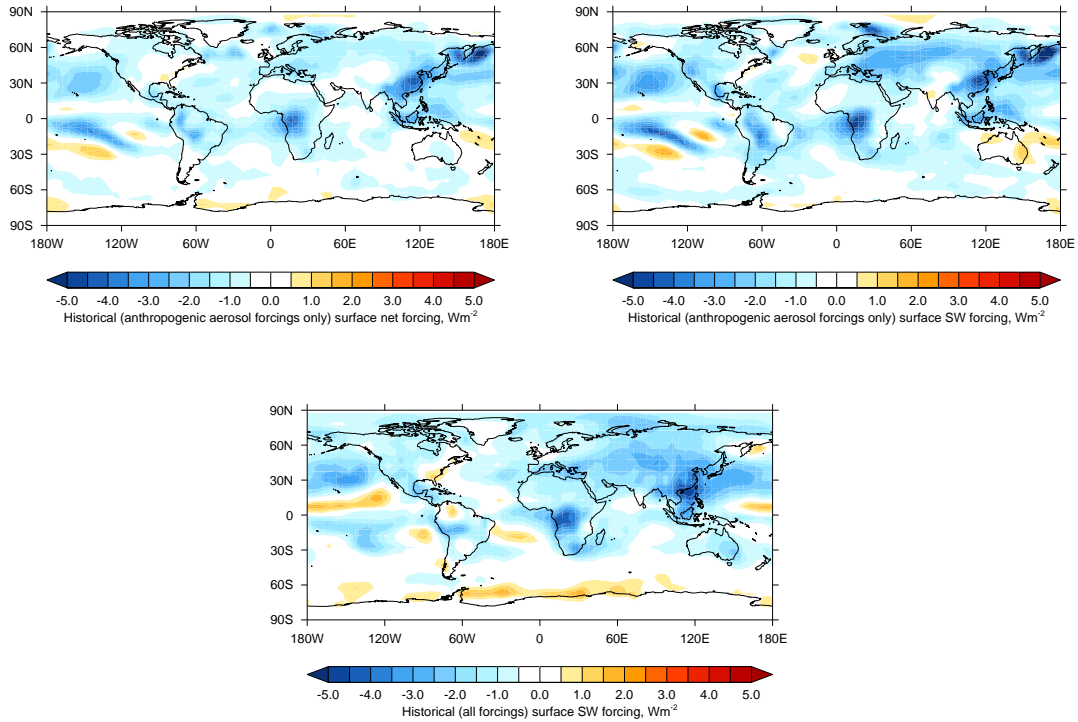 90N
60N
30N
0
30S
60S
90S
180W 120W 60W 0 60E 120E 180E
-5.0 -4.0 -3.0 -2.0 -1.0 0.0 1.0 2.0 3.0 4.0 5.0
Historical (anthropogenic aerosol forcings only) surface net forcing, Wm⁻²
90N
60N
30N
0
30S
60S
90S
180W 120W 60W 0 60E 120E 180E
-5.0 -4.0 -3.0 -2.0 -1.0 0.0 1.0 2.0 3.0 4.0 5.0
Historical (anthropogenic aerosol forcings only) surface SW forcing, Wm⁻²
90N
60N
30N
0
30S
60S
90S
180W 120W 60W 0 60E 120E 180E
-5.0 -4.0 -3.0 -2.0 -1.0 0.0 1.0 2.0 3.0 4.0 5.0
Historical (all forcings) surface SW forcing, Wm⁻²